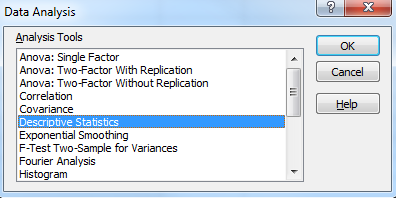 Data Analysis
?
Analysis Tools
Anova: Single Factor
Anova: Two-Factor With Replication
Anova: Two-Factor Without Replication
Correlation
Covariance
Descriptive Statistics
Exponential Smoothing
F-Test Two-Sample for Variances
Fourier Analysis
Histogram
OK
Cancel
Help